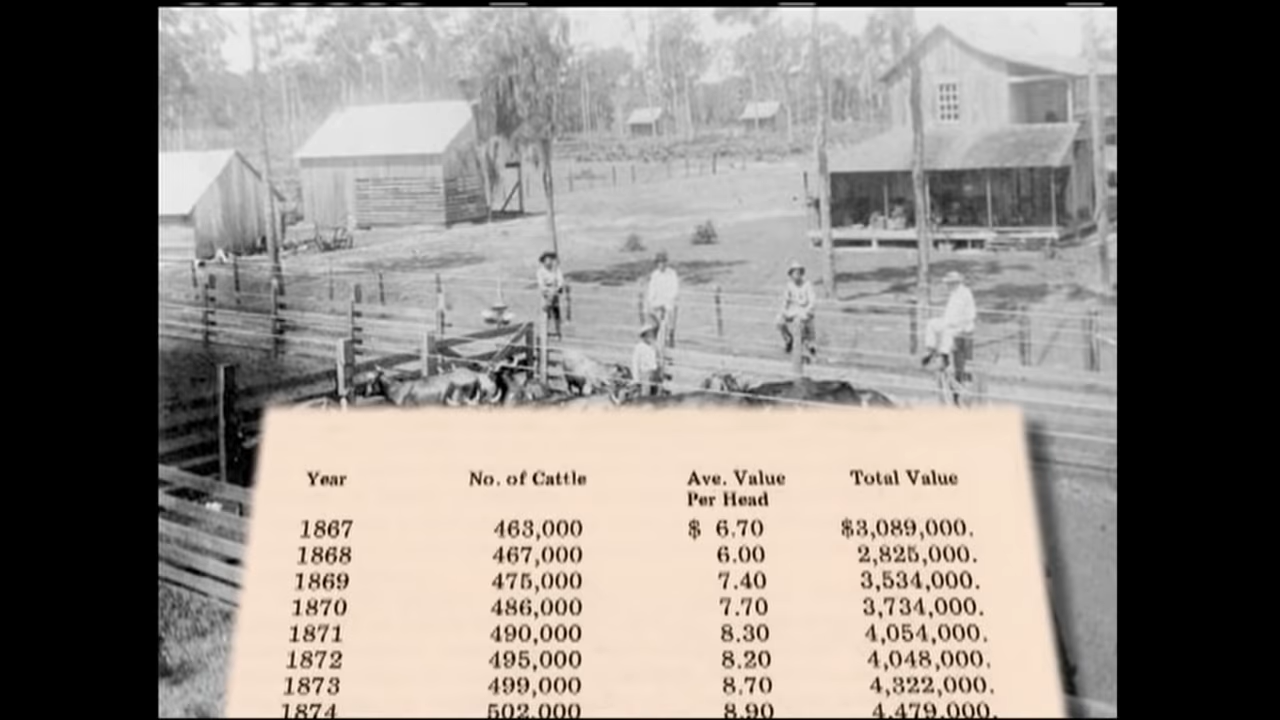 Year No. of Cattle Ave. Value Total Value
Per Head
1867 463,000 $ 6.70 $3,089,000.
1868 467,000 6.00 2,825,000.
1869 475,000 7.40 3,534,000.
1870 486,000 7.70 3,734,000.
1871 490,000 8.30 4,054,000.
1872 495,000 8.20 4,048,000.
1873 499,000 8.70 4,322,000.
1874 502,000 8.90 4,479,000.